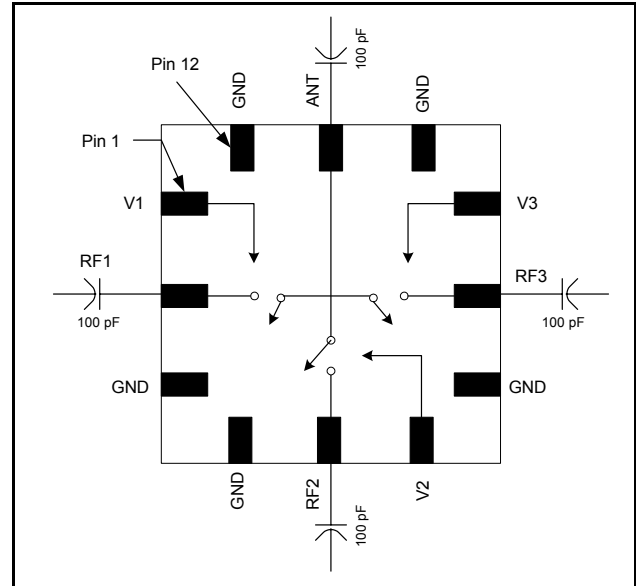 100 pF
Pin 12
GND
ANT
GND
Pin 1
V1
V3
RF1
RF3
100 pF
100 pF
GND
GND
GND
RF2
V2
100 pF